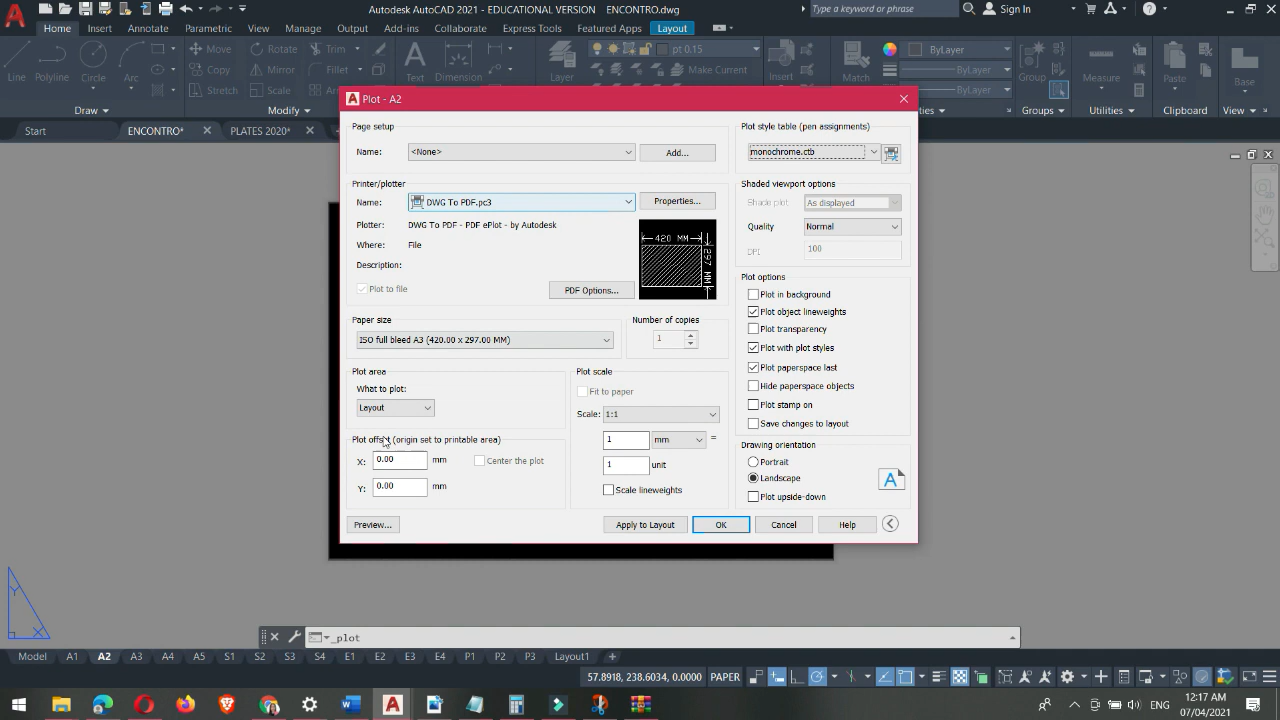 Autodesk AutoCAD 2021 - EDUCATIONAL VERSION ENCONTRO.dwg
Type a keyword or phrase
Sign In
Home Insert Annotate Parametric View Manage Output Add-ins Collaborate Express Tools Featured Apps Layout
Move Rotate Trim pt 0.15 ByLayer
Line Polyline Circle Arc Copy Mirror Fillet Text Dimension Layer Make Current Insert Match ByLayer Group Measure Paste Base
Stretch Scale ByLayer
Draw Modify Groups Utilities Clipboard View
Start ENCONTRO* PLATES 2020*
Plot - A2
Page setup
Name: <None> Add...
Plot style table (pen assignments)
monochrome.ctb
Printer/plotter
Name: DWG To PDF.pc3 Properties...
Plotter: DWG To PDF - PDF ePlot - by Autodesk
Where: File
Description:
Plot to file PDF Options...
420 MM
297 MM
Shaded viewport options
Shade plot As displayed
Quality Normal
DPI 100
Paper size
ISO full bleed A3 (420.00 x 297.00 MM)
Number of copies
1
Plot options
Plot in background
Plot object lineweights
Plot transparency
Plot with plot styles
Plot paperspace last
Hide paperspace objects
Plot stamp on
Save changes to layout
Plot area
What to plot:
Layout
Plot scale
Fit to paper
Scale: 1:1
1 mm =
1 unit
Scale lineweights
Plot offset (origin set to printable area)
X: 0.00 mm Center the plot
Y: 0.00 mm
Drawing orientation
Portrait
Landscape
Plot upside-down
A
Preview... Apply to Layout OK Cancel Help
Y
X
_plot
Model A1 A2 A3 A4 A5 S1 S2 S3 S4 E1 E2 E3 E4 P1 P2 P3 Layout1 +
57.8918, 238.6034, 0.0000 PAPER
ENG 12:17 AM
07/04/2021